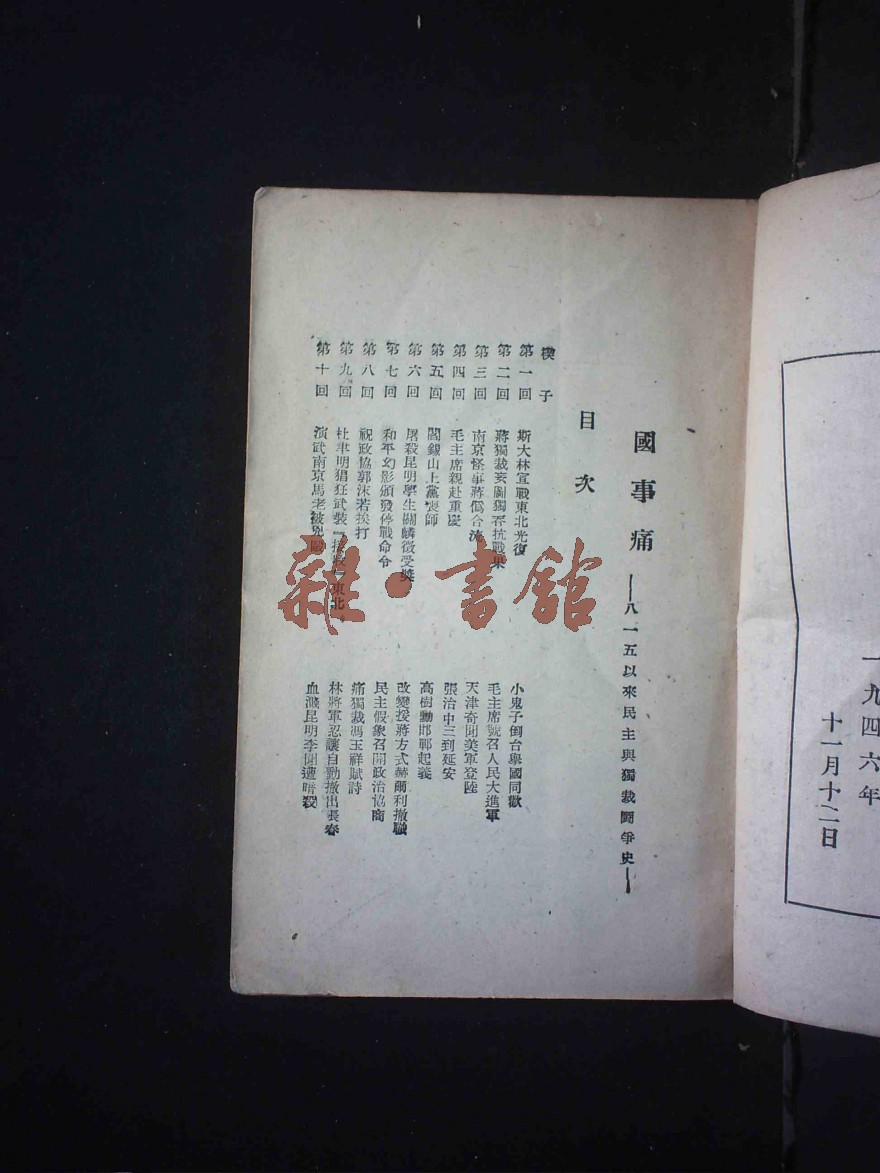 一九四六年
十一月十二日
國事痛 ——八一五以來民主與獨裁鬪爭史——
目次
楔子
第一回 斯大林宣戰東北光復 小鬼子倒台舉國同歡
第二回 蔣獨裁妄圖獨吞抗戰果 毛主席號召人民大進軍
第三回 南京怪事蔣僞合流 天津奇聞美軍登陸
第四回 毛主席親赴重慶 張治中三到延安
第五回 閻錫山上黨喪師 高樹勳邯鄲起義
第六回 屠殺昆明學生關麟徵受獎 改變援蔣方式赫爾利撤職
第七回 和平幻影頒發停戰命令 民主假象召開政治協商
第八回 祝政協郭沫若挨打 痛獨裁馮玉祥賦詩
第九回 杜聿明猖狂武裝『接收』東北 林將軍忍讓自動撤出長春
第十回 演武南京馬老被毆 血濺昆明李聞遭暗殺
雜·書館